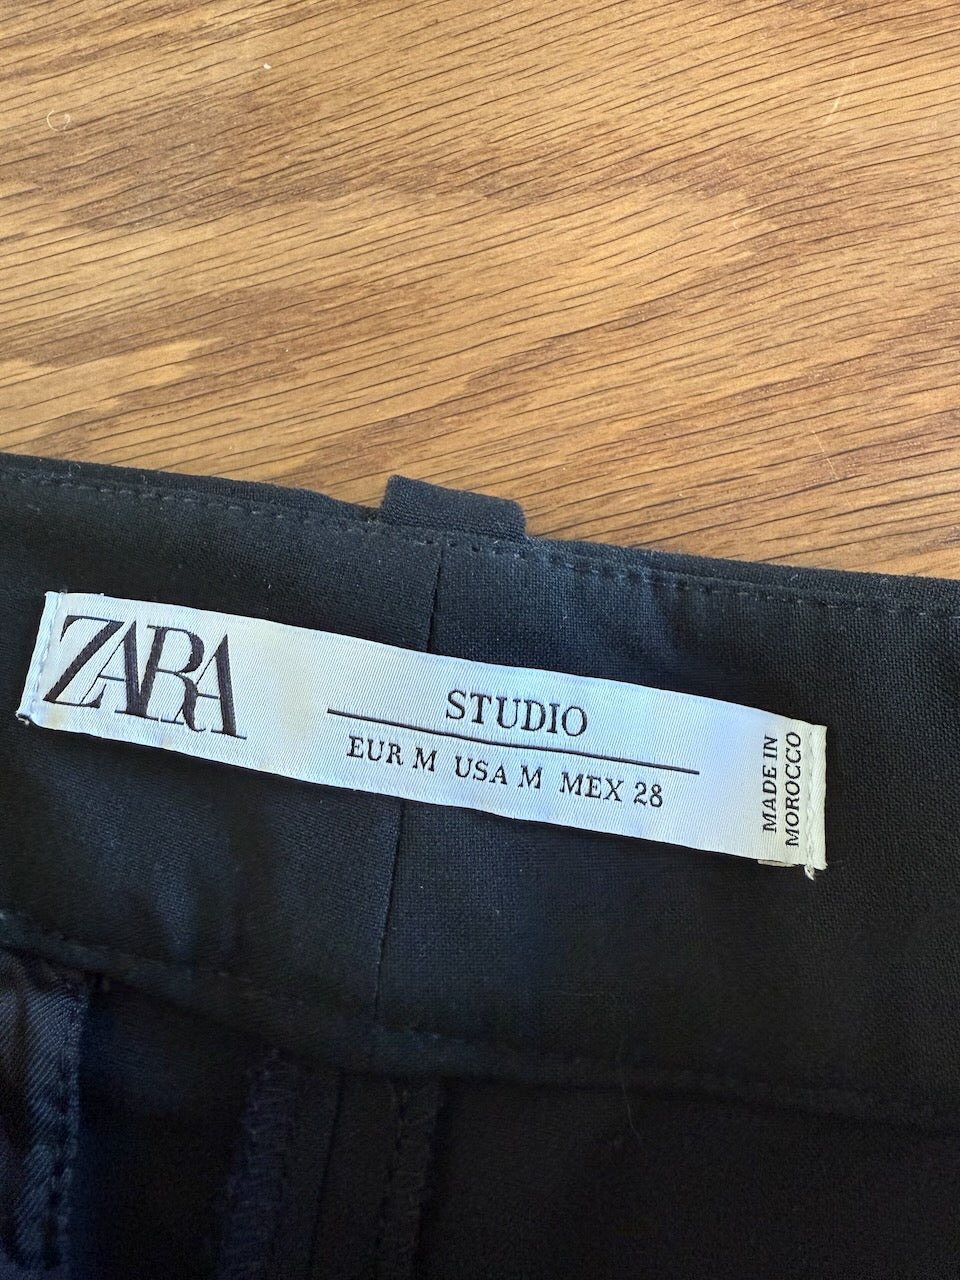 ZARA
STUDIO
EUR M USA M MEX 28
MADE IN
MOROCCO